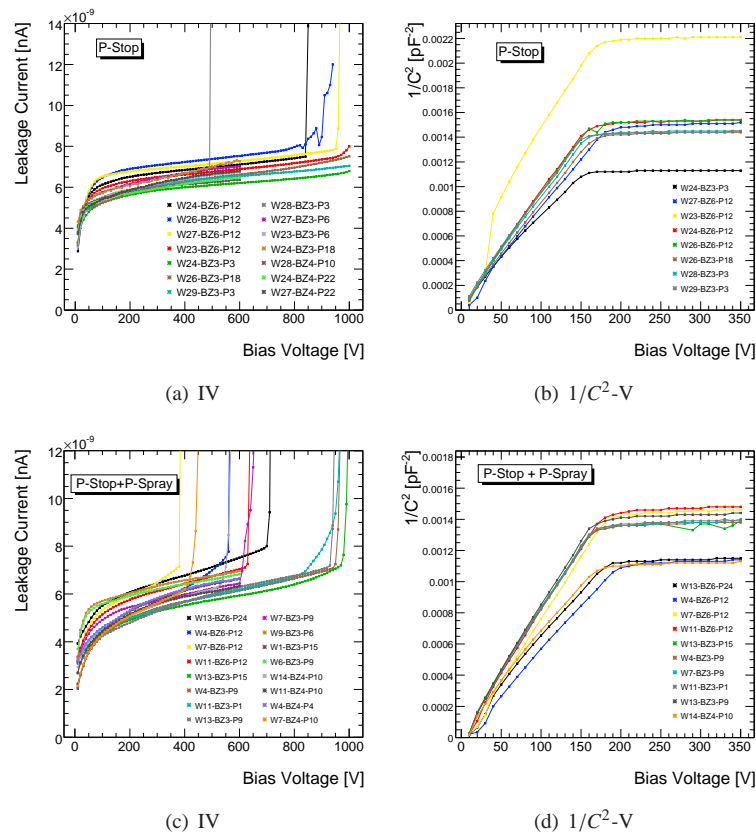 ×10⁻⁹
Leakage Current [nA]
14
12
10
8
6
4
2
0
P-Stop
W24-BZ6-P12 W28-BZ3-P3
W26-BZ6-P12 W27-BZ3-P6
W27-BZ6-P12 W23-BZ3-P6
W23-BZ6-P12 W24-BZ3-P18
W24-BZ3-P3 W28-BZ4-P10
W26-BZ3-P18 W24-BZ4-P22
W29-BZ3-P3 W27-BZ4-P22
0 200 400 600 800 1000
Bias Voltage [V]
(a) IV
1/C² [pF⁻²]
0.0022
0.002
0.0018
0.0016
0.0014
0.0012
0.001
0.0008
0.0006
0.0004
0.0002
0
P-Stop
W24-BZ3-P3
W27-BZ6-P12
W23-BZ6-P12
W24-BZ6-P12
W26-BZ6-P12
W26-BZ3-P18
W28-BZ3-P3
W29-BZ3-P3
0 50 100 150 200 250 300 350
Bias Voltage [V]
(b) 1/C²-V
×10⁻⁹
Leakage Current [nA]
14
12
10
8
6
4
2
0
P-Stop+P-Spray
W13-BZ6-P24 W7-BZ3-P9
W4-BZ6-P12 W9-BZ3-P6
W7-BZ6-P12 W1-BZ3-P15
W11-BZ6-P12 W6-BZ3-P9
W13-BZ3-P15 W14-BZ4-P10
W4-BZ3-P9 W11-BZ4-P10
W11-BZ3-P1 W4-BZ4-P4
W13-BZ3-P9 W7-BZ4-P10
0 200 400 600 800 1000
Bias Voltage [V]
(c) IV
1/C² [pF⁻²]
0.0018
0.0016
0.0014
0.0012
0.001
0.0008
0.0006
0.0004
0.0002
0
P-Stop + P-Spray
W13-BZ6-P24
W4-BZ6-P12
W7-BZ6-P12
W11-BZ6-P12
W13-BZ3-P15
W4-BZ3-P9
W7-BZ3-P9
W11-BZ3-P1
W13-BZ3-P9
W14-BZ4-P10
0 50 100 150 200 250 300 350
Bias Voltage [V]
(d) 1/C²-V